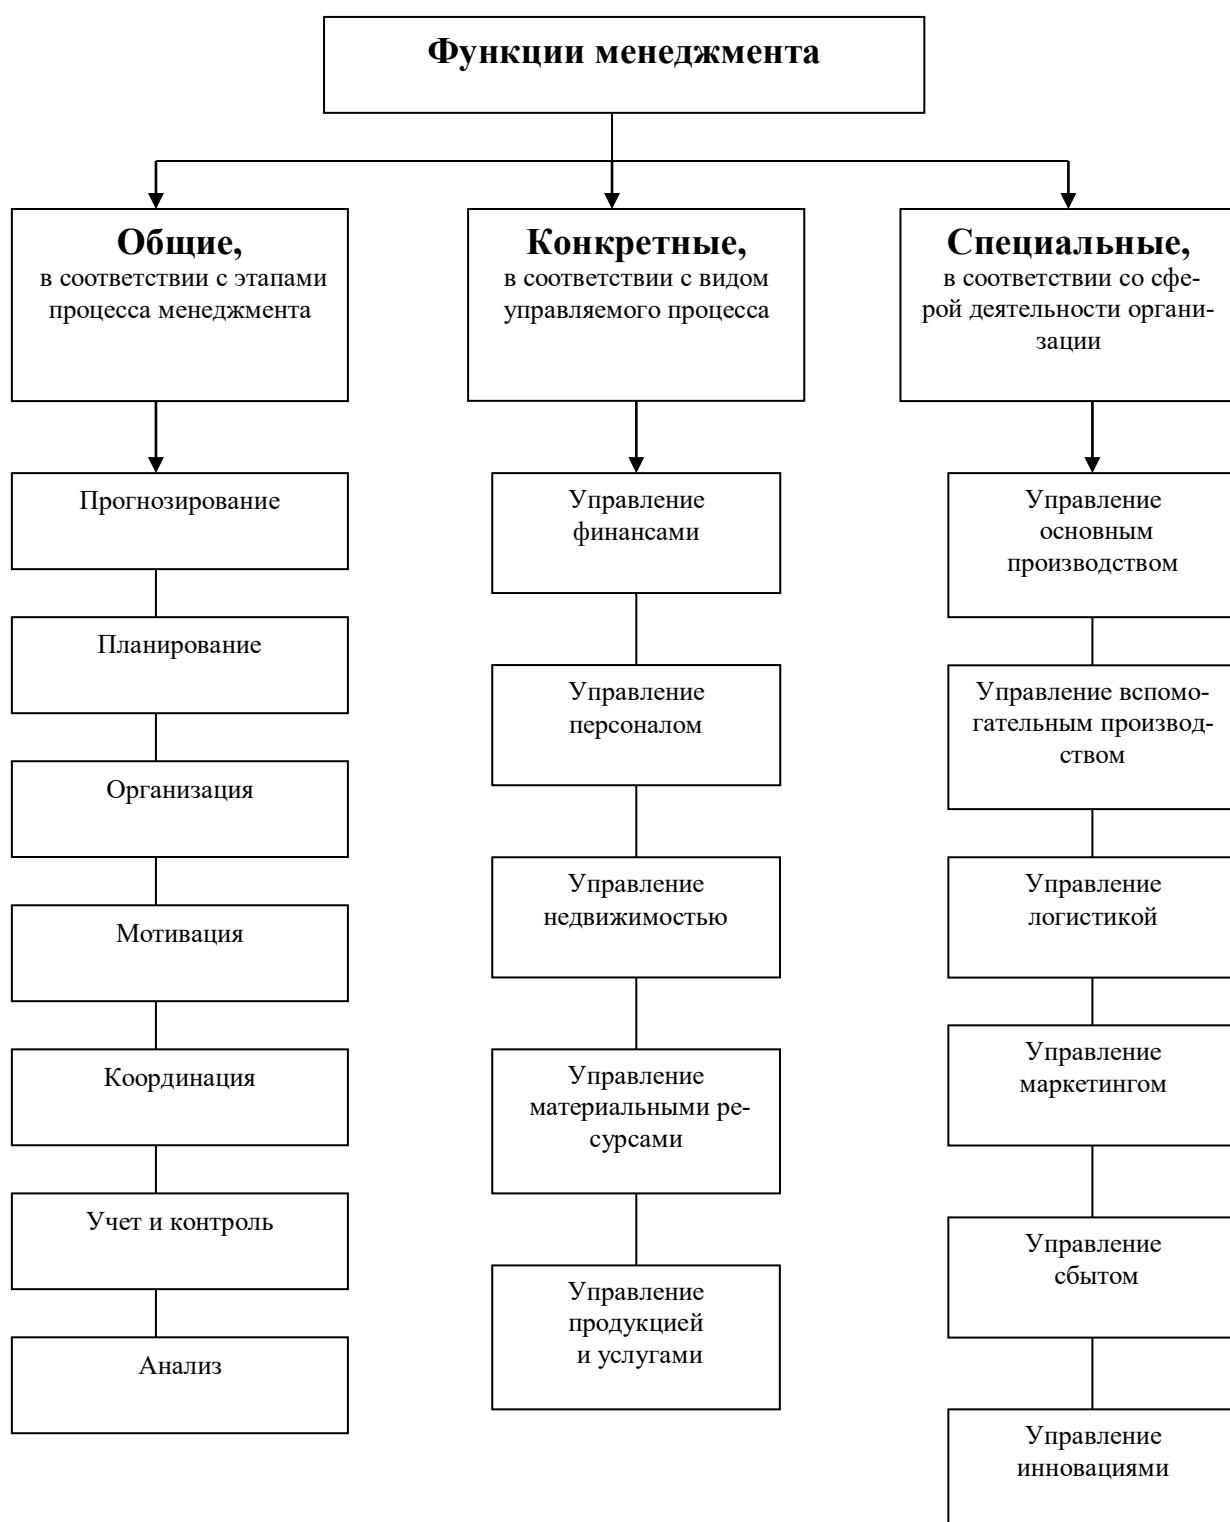 Функции менеджмента
Общие,
в соответствии с этапами
процесса менеджмента
Конкретные,
в соответствии с видом
управляемого процесса
Специальные,
в соответствии со сфе-
рой деятельности органи-
зации
Прогнозирование
Планирование
Организация
Мотивация
Координация
Учет и контроль
Анализ
Управление
финансами
Управление
персоналом
Управление
недвижимостью
Управление
материальными ре-
сурсами
Управление
продукцией
и услугами
Управление
основным
производством
Управление вспомо-
гательным производ-
ством
Управление
логистикой
Управление
маркетингом
Управление
сбытом
Управление
инновациями